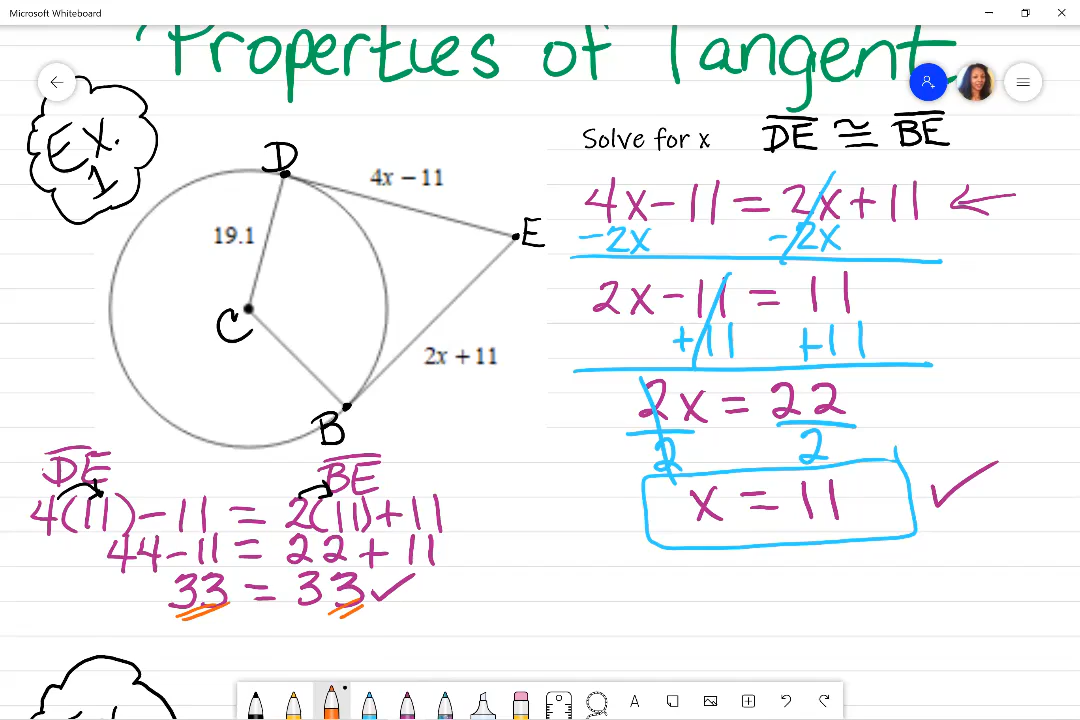 Microsoft Whiteboard
Properties of Tangent
Ex. 1
Solve for x DE ≅ BE
D
4x − 11
E
19.1
C
2x + 11
B
4x − 11 = 2x + 11
−2x −2x
2x − 11 = 11
+11 +11
2x = 22
2 2
x = 11 ✓
DE BE
4(11) − 11 = 2(11) + 11
44 − 11 = 22 + 11
33 = 33 ✓
A